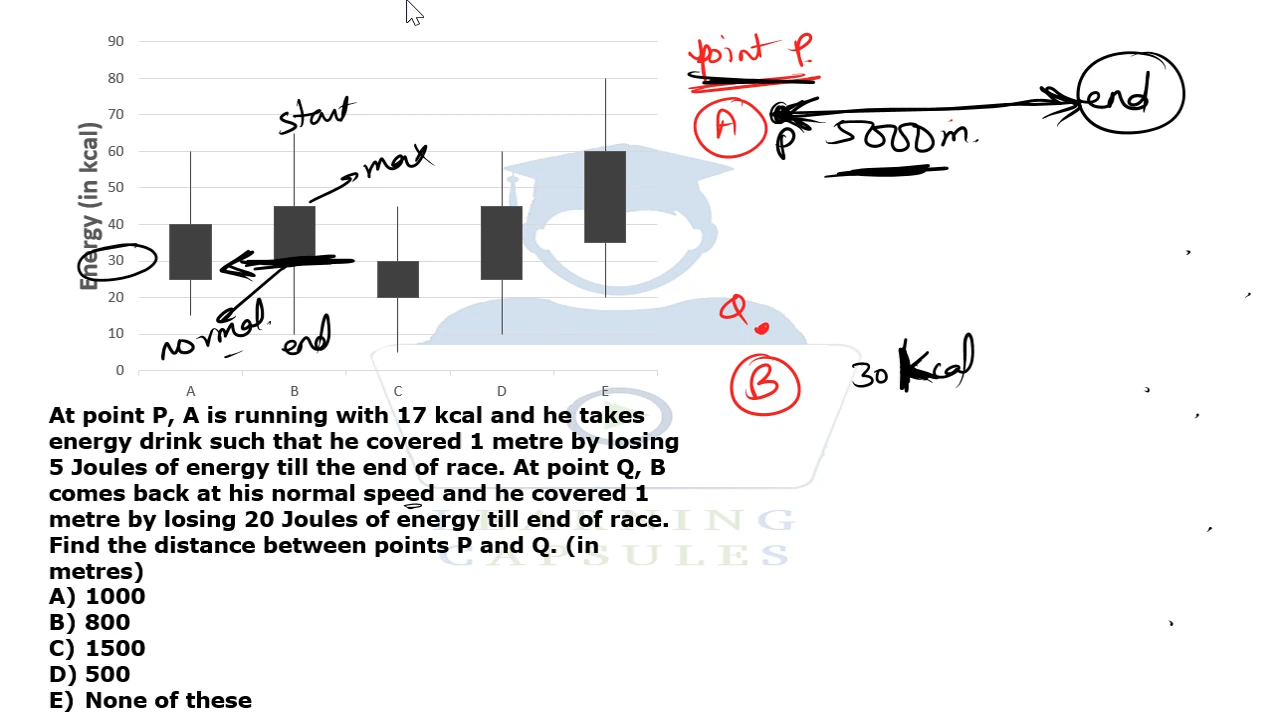 point P.
A
P
5000m.
end
90
80
70
60
50
40
30
20
10
0
Energy (in kcal)
start
max
normal.
end
A B C D E
Q
B
30 kcal
LEARNING
CAPSULES
At point P, A is running with 17 kcal and he takes
energy drink such that he covered 1 metre by losing
5 Joules of energy till the end of race. At point Q, B
comes back at his normal speed and he covered 1
metre by losing 20 Joules of energy till end of race.
Find the distance between points P and Q. (in
metres)
A) 1000
B) 800
C) 1500
D) 500
E) None of these